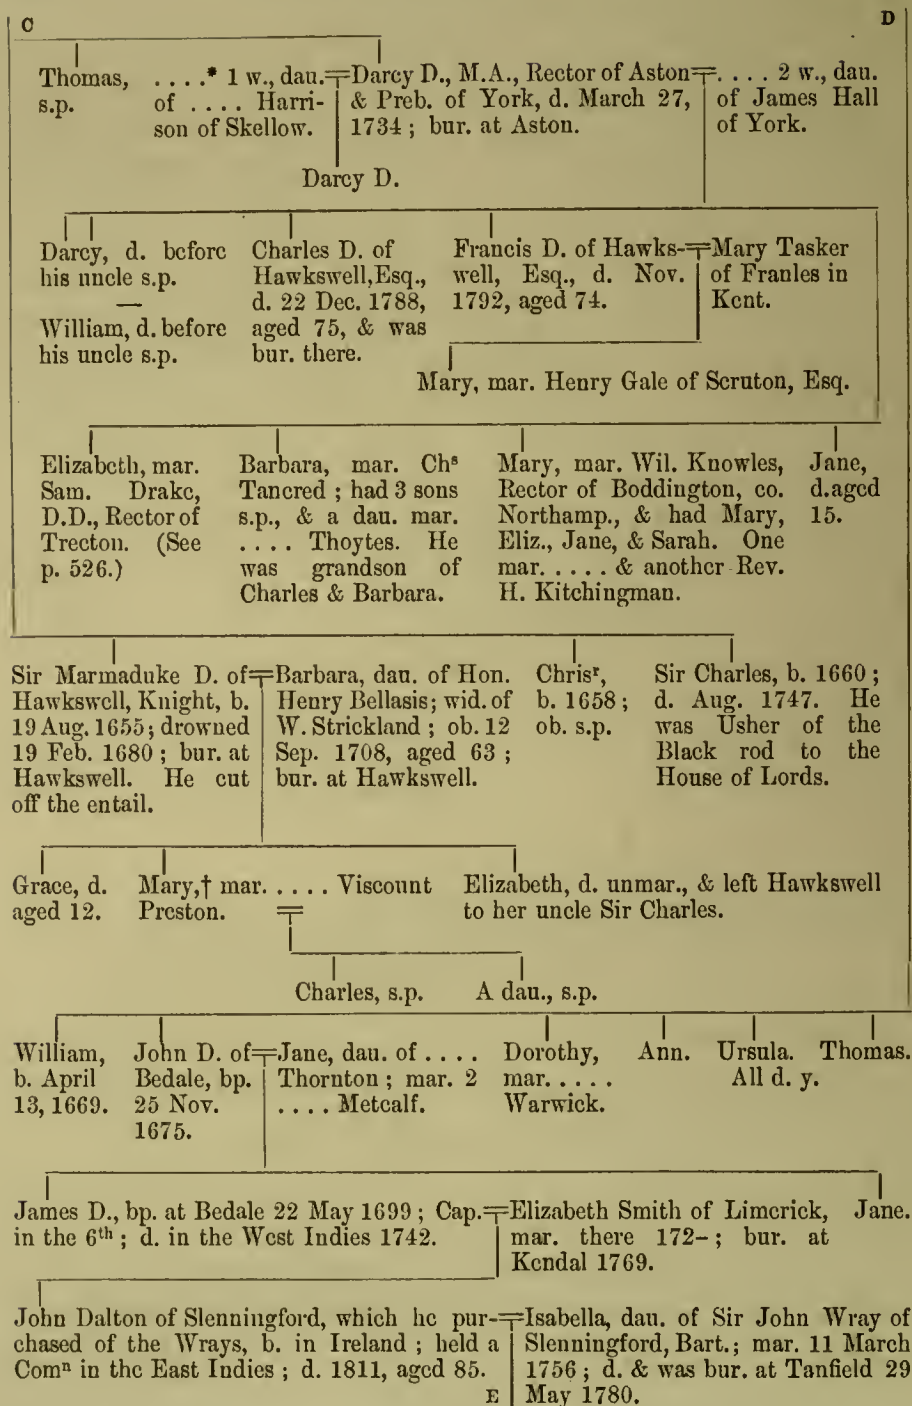 C D
Thomas, s.p.
. . . .* 1 w., dau. of . . . . Harri-
son of Skellow.
Darcy D., M.A., Rector of Aston
& Preb. of York, d. March 27,
1734 ; bur. at Aston.
. . . . 2 w., dau.
of James Hall
of York.
Darcy D.
Darcy, d. before
his uncle s.p.
—
William, d. before
his uncle s.p.
Charles D. of
Hawkswell, Esq.,
d. 22 Dec. 1788,
aged 75, & was
bur. there.
Francis D. of Hawks-
well, Esq., d. Nov.
1792, aged 74.
Mary Tasker
of Franles in
Kent.
Mary, mar. Henry Gale of Scruton, Esq.
Elizabeth, mar.
Sam. Drake,
D.D., Rector of
Treeton. (See
p. 526.)
Barbara, mar. Chˢ
Tancred ; had 3 sons
s.p., & a dau. mar.
. . . . Thoytes. He
was grandson of
Charles & Barbara.
Mary, mar. Wil. Knowles,
Rector of Boddington, co.
Northamp., & had Mary,
Eliz., Jane, & Sarah. One
mar. . . . . & another Rev.
H. Kitchingman.
Jane,
d. aged
15.
Sir Marmaduke D. of
Hawkswell, Knight, b.
19 Aug. 1655 ; drowned
19 Feb. 1680 ; bur. at
Hawkswell. He cut
off the entail.
Barbara, dau. of Hon.
Henry Bellasis ; wid. of
W. Strickland ; ob. 12
Sep. 1708, aged 63 ;
bur. at Hawkswell.
Chrisʳ,
b. 1658 ;
ob. s.p.
Sir Charles, b. 1660 ;
d. Aug. 1747. He
was Usher of the
Black rod to the
House of Lords.
Grace, d.
aged 12.
Mary,† mar. . . . . Viscount
Preston.
Elizabeth, d. unmar., & left Hawkswell
to her uncle Sir Charles.
Charles, s.p.
A dau., s.p.
William,
b. April
13, 1669.
John D. of
Bedale, bp.
25 Nov.
1675.
Jane, dau. of . . . .
Thornton ; mar. 2
. . . . Metcalf.
Dorothy,
mar. . . . .
Warwick.
Ann. Ursula. Thomas.
All d. y.
James D., bp. at Bedale 22 May 1699 ; Cap.
in the 6ᵗʰ ; d. in the West Indies 1742.
Elizabeth Smith of Limerick,
mar. there 172– ; bur. at
Kendal 1769.
Jane.
John Dalton of Slenningford, which he pur-
chased of the Wrays, b. in Ireland ; held a
Comⁿ in the East Indies ; d. 1811, aged 85.
Isabella, dau. of Sir John Wray of
Slenningford, Bart. ; mar. 11 March
1756 ; d. & was bur. at Tanfield 29
May 1780.
E